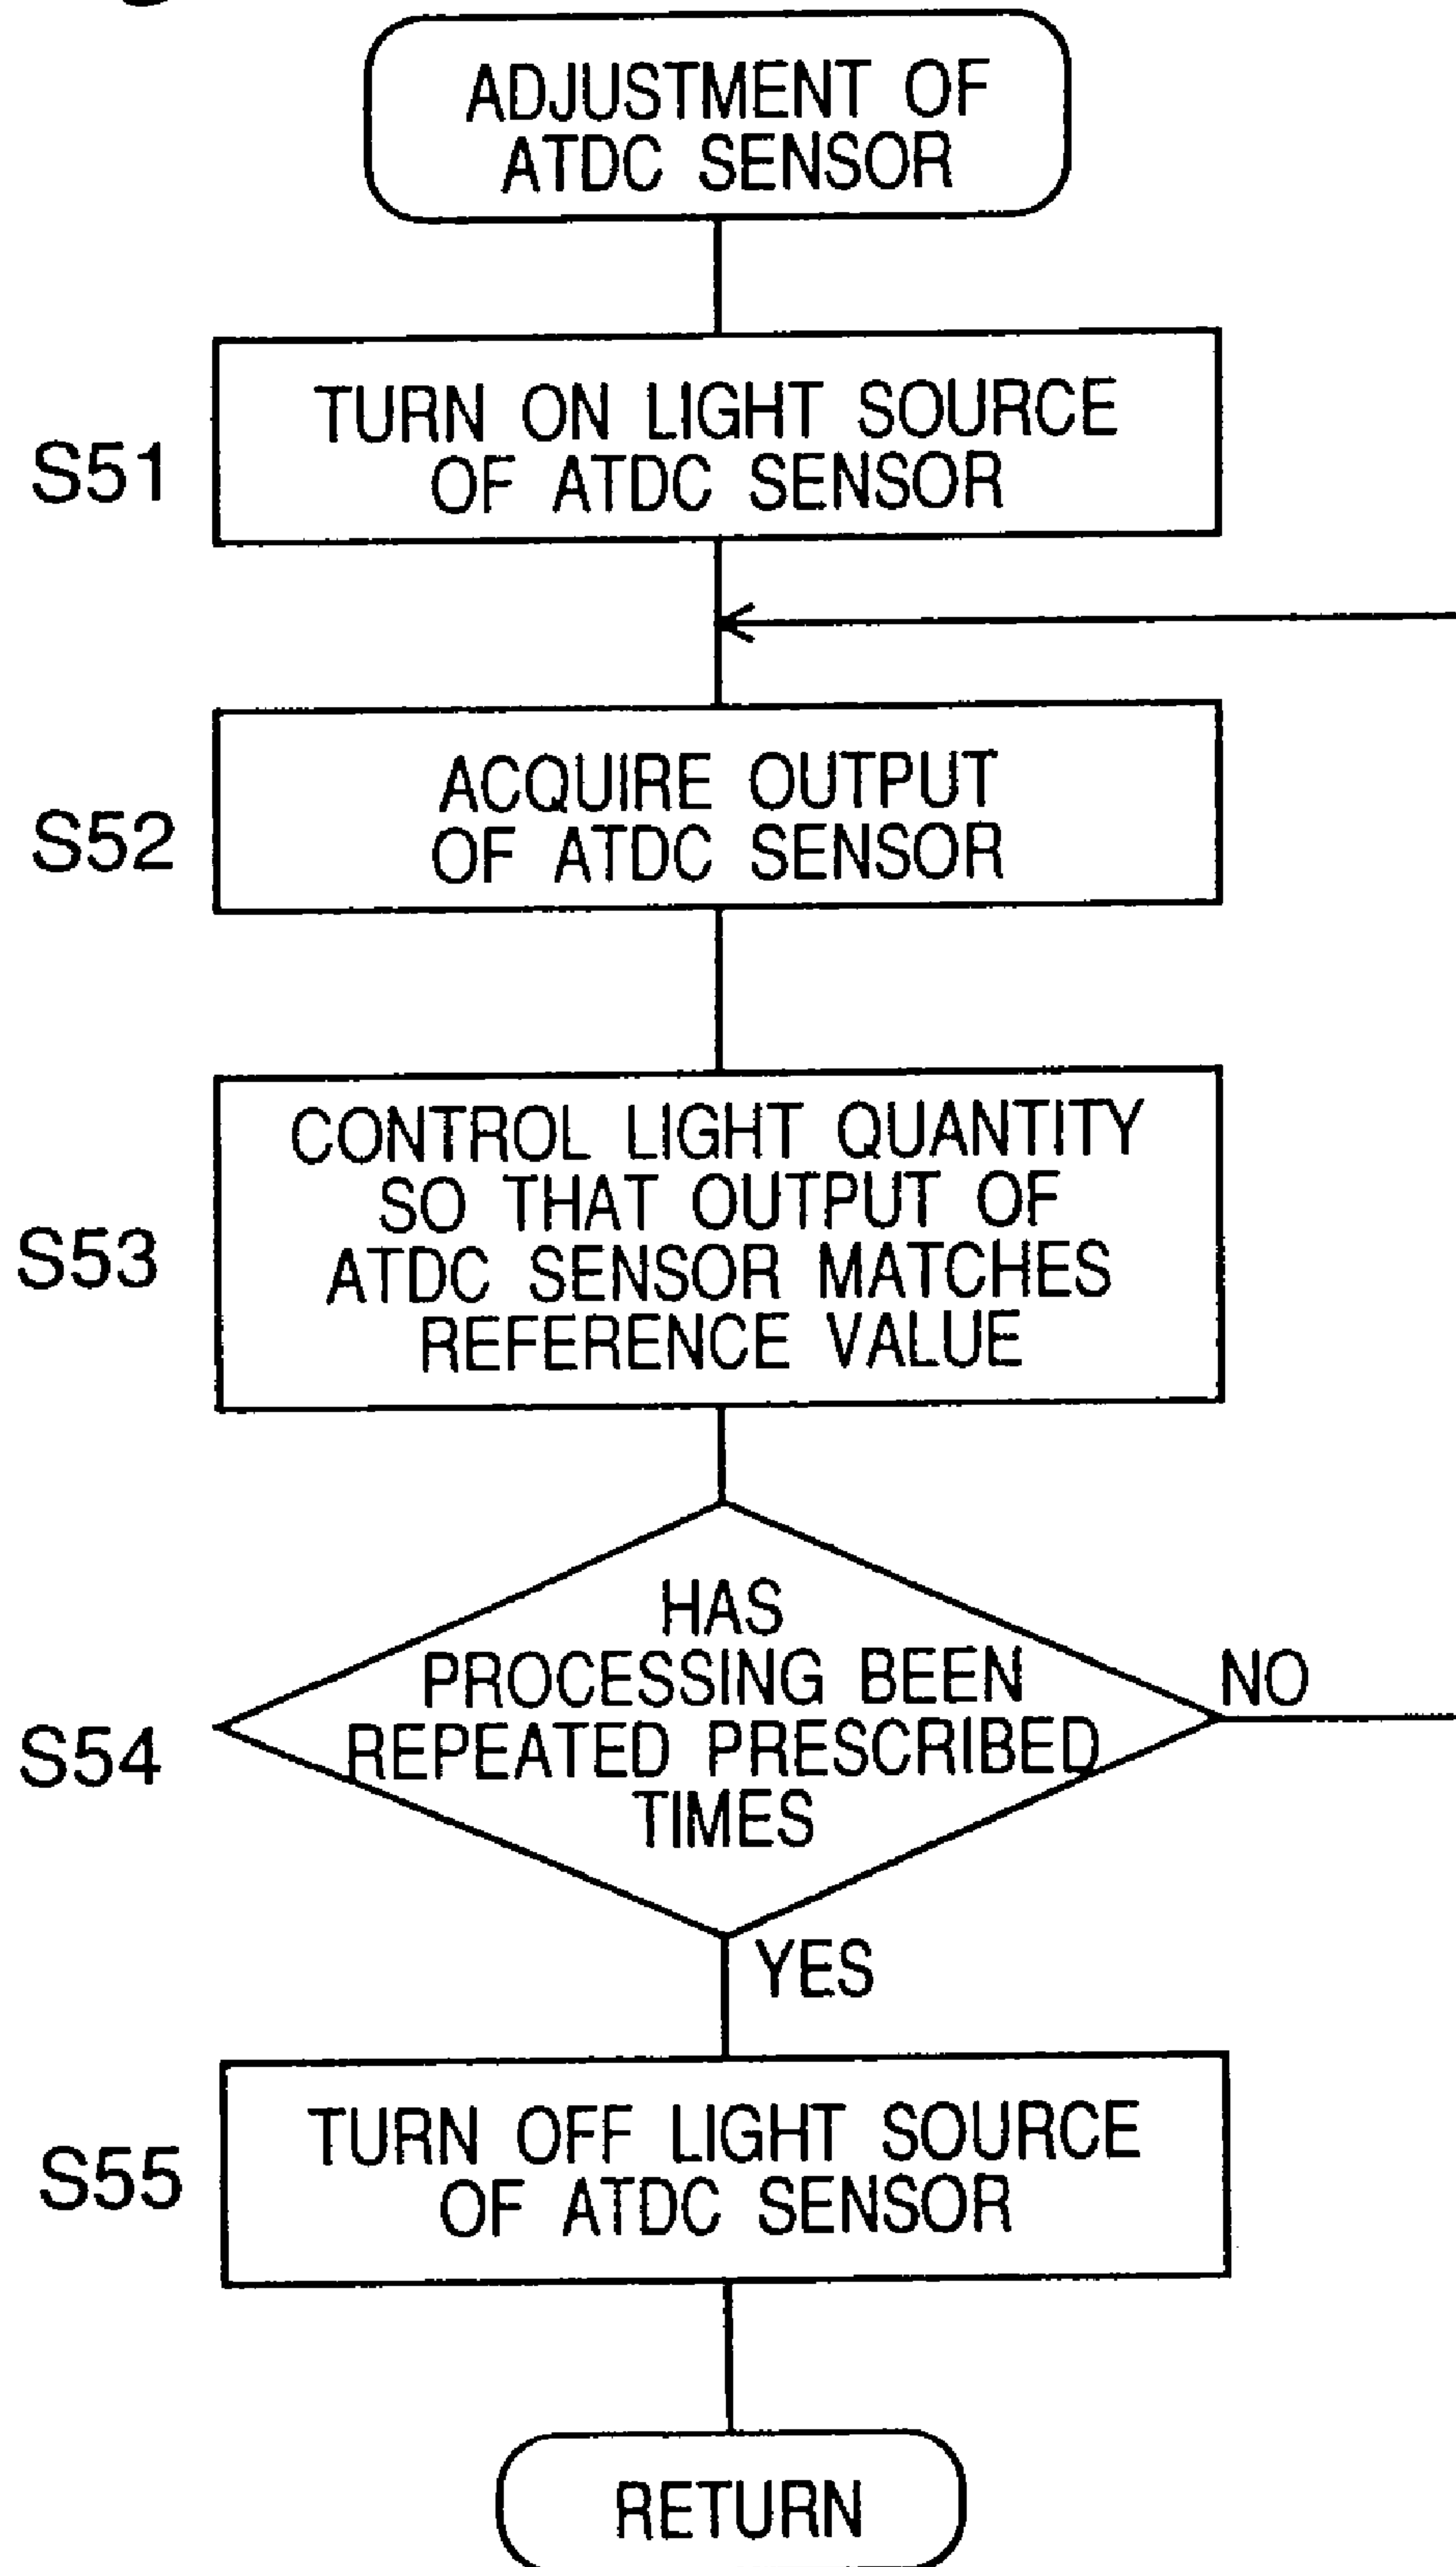 ADJUSTMENT OF
ATDC SENSOR
TURN ON LIGHT SOURCE
OF ATDC SENSOR
S51
ACQUIRE OUTPUT
OF ATDC SENSOR
S52
CONTROL LIGHT QUANTITY
SO THAT OUTPUT OF
ATDC SENSOR MATCHES
REFERENCE VALUE
S53
HAS
PROCESSING BEEN
REPEATED PRESCRIBED
TIMES
NO
S54
YES
TURN OFF LIGHT SOURCE
OF ATDC SENSOR
S55
RETURN